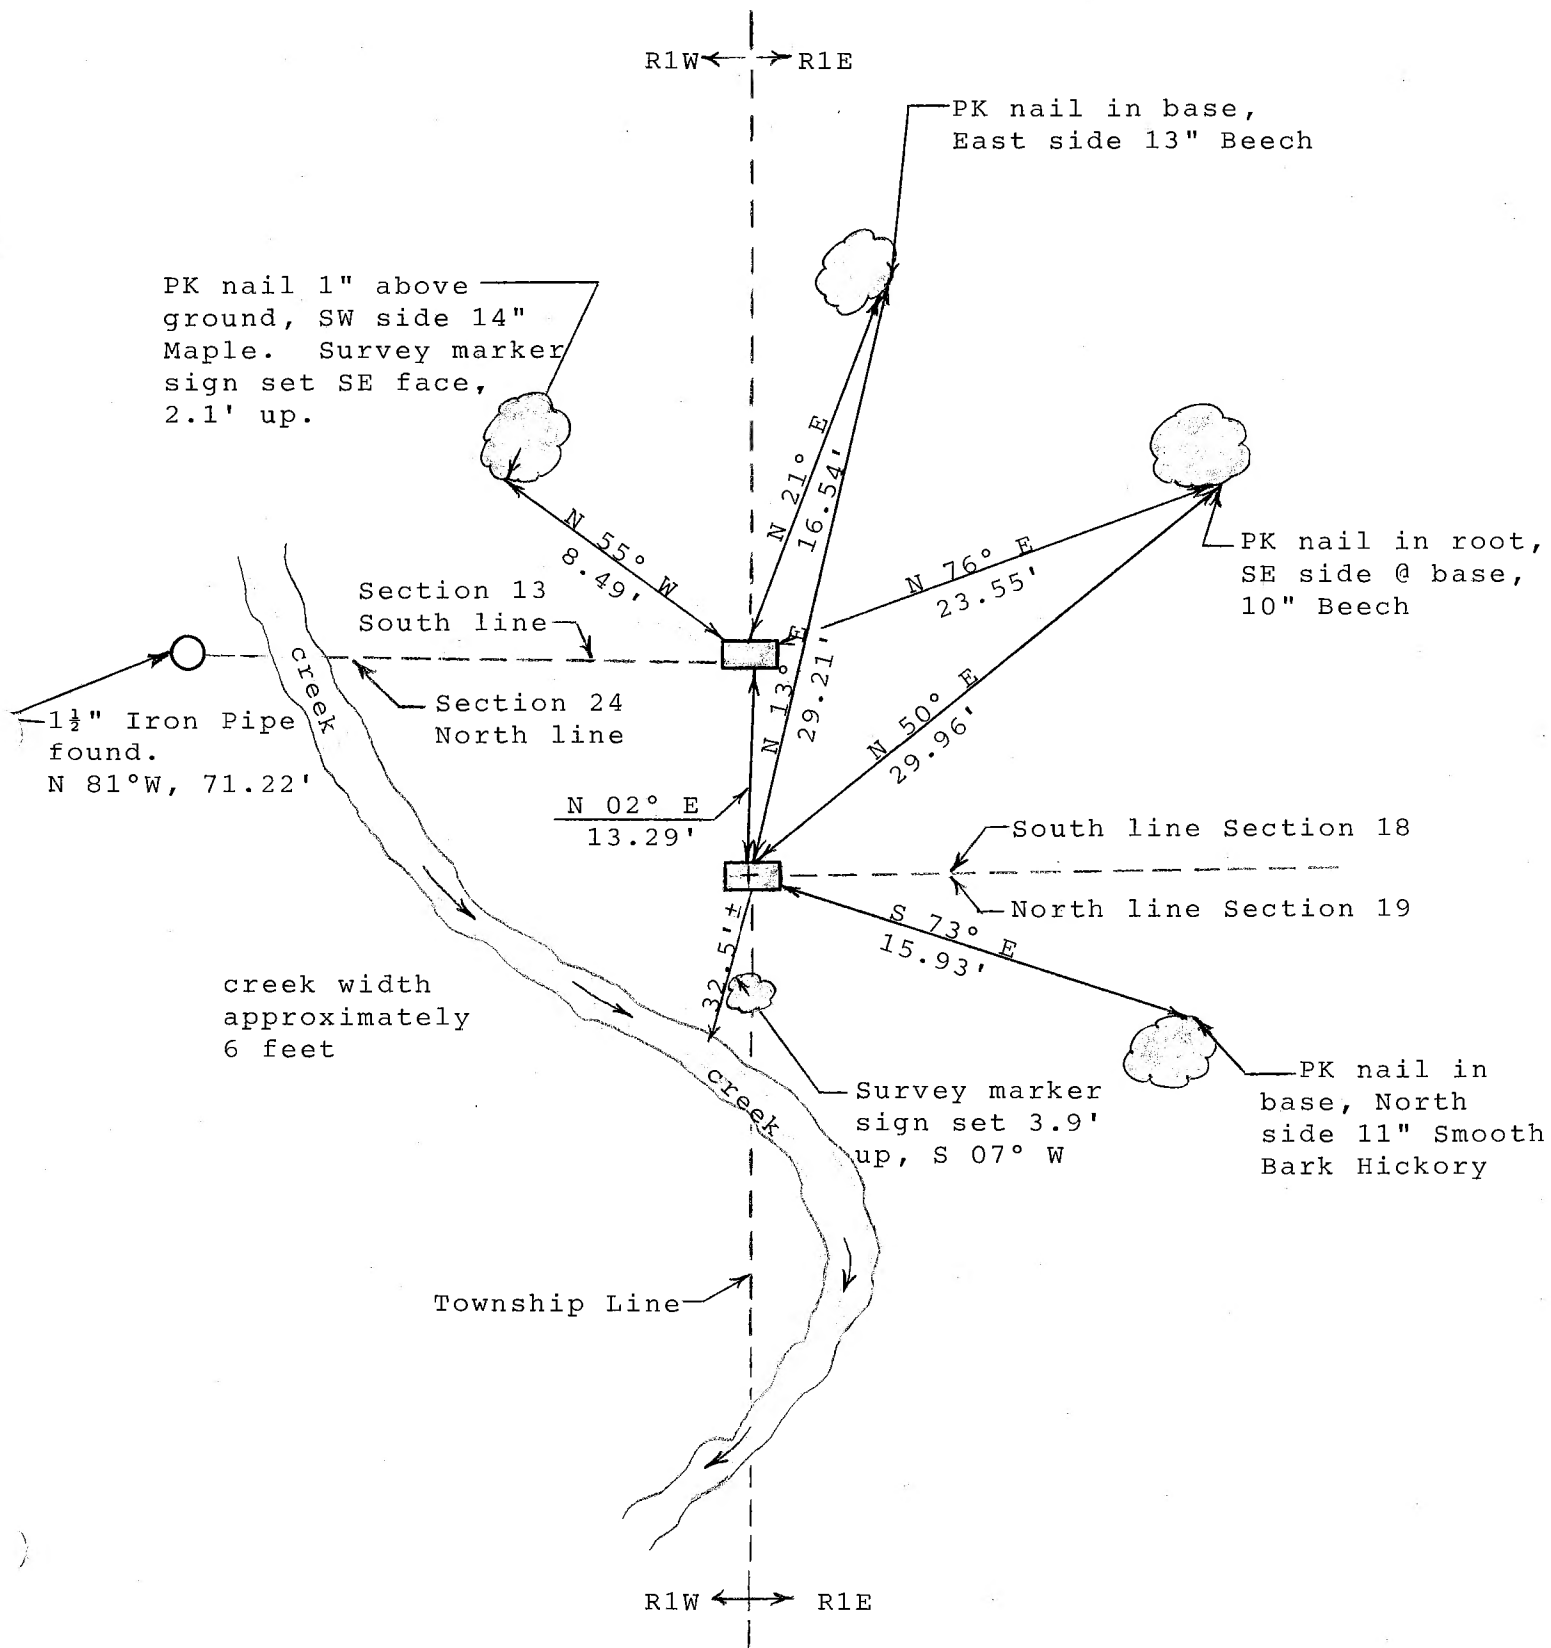 R1W R1E
PK nail in base,
East side 13" Beech
PK nail 1" above
ground, SW side 14"
Maple. Survey marker
sign set SE face,
2.1' up.
N 21° E
16.54'
N 55° W
8.49'
N 76° E
23.55'
PK nail in root,
SE side @ base,
10" Beech
Section 13
South line
creek
Section 24
North line
1½" Iron Pipe
found.
N 81°W, 71.22'
N 13° E
29.21'
N 50° E
29.96'
N 02° E
13.29'
South line Section 18
North line Section 19
S 73° E
15.93'
32.5'±
creek width
approximately
6 feet
creek
Survey marker
sign set 3.9'
up, S 07° W
PK nail in
base, North
side 11" Smooth
Bark Hickory
Township Line
R1W R1E